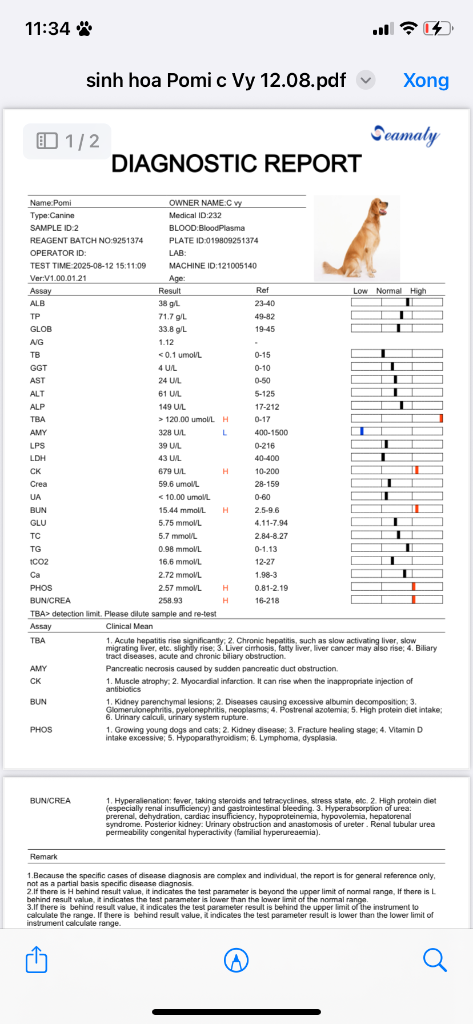 11:34
sinh hoa Pomi c Vy 12.08.pdf
Xong
1/2
Seamaty
DIAGNOSTIC REPORT
Name:Pomi OWNER NAME:C vy
Type:Canine Medical ID:232
SAMPLE ID:2 BLOOD:BloodPlasma
REAGENT BATCH NO:9251374 PLATE ID:019809251374
OPERATOR ID: LAB:
TEST TIME:2025-08-12 15:11:09 MACHINE ID:121005140
Ver:V1.00.01.21 Age:
Assay Result Ref Low Normal High
ALB 38 g/L 23-40
TP 71.7 g/L 49-82
GLOB 33.8 g/L 19-45
A/G 1.12 -
TB < 0.1 umol/L 0-15
GGT 4 U/L 0-10
AST 24 U/L 0-50
ALT 61 U/L 5-125
ALP 149 U/L 17-212
TBA > 120.00 umol/L H 0-17
AMY 328 U/L L 400-1500
LPS 39 U/L 0-216
LDH 43 U/L 40-400
CK 679 U/L H 10-200
Crea 59.6 umol/L 28-159
UA < 10.00 umol/L 0-60
BUN 15.44 mmol/L H 2.5-9.6
GLU 5.75 mmol/L 4.11-7.94
TC 5.7 mmol/L 2.84-8.27
TG 0.98 mmol/L 0-1.13
tCO2 16.6 mmol/L 12-27
Ca 2.72 mmol/L 1.98-3
PHOS 2.57 mmol/L H 0.81-2.19
BUN/CREA 258.93 H 16-218
TBA> detection limit. Please dilute sample and re-test
Assay Clinical Mean
TBA 1. Acute hepatitis rise significantly; 2. Chronic hepatitis, such as slow activating liver, slow
migrating liver, etc. slightly rise; 3. Liver cirrhosis, fatty liver, liver cancer may also rise; 4. Biliary
tract diseases, acute and chronic biliary obstruction.
AMY Pancreatic necrosis caused by sudden pancreatic duct obstruction.
CK 1. Muscle atrophy; 2. Myocardial infarction. It can rise when the inappropriate injection of
antibiotics
BUN 1. Kidney parenchymal lesions; 2. Diseases causing excessive albumin decomposition; 3.
Glomerulonephritis, pyelonephritis, neoplasms; 4. Postrenal azotemia; 5. High protein diet intake;
6. Urinary calculi, urinary system rupture.
PHOS 1. Growing young dogs and cats; 2. Kidney disease; 3. Fracture healing stage; 4. Vitamin D
intake excessive; 5. Hypoparathyroidism; 6. Lymphoma, dysplasia.
BUN/CREA 1. Hyperalienation: fever, taking steroids and tetracyclines, stress state, etc. 2. High protein diet
(especially renal insufficiency) and gastrointestinal bleeding. 3. Hyperabsorption of urea:
prerenal, dehydration, cardiac insufficiency, hypoproteinemia, hypovolemia, hepatorenal
syndrome. Posterior kidney: Urinary obstruction and anastomosis of ureter . Renal tubular urea
permeability congenital hyperactivity (familial hyperureaemia).
Remark
1.Because the specific cases of disease diagnosis are complex and individual, the report is for general reference only,
not as a partial basis specific disease diagnosis.
2.If there is H behind result value, it indicates the test parameter is beyond the upper limit of normal range, If there is L
behind result value, it indicates the test parameter is lower than the lower limit of the normal range.
3.If there is behind result value, it indicates the test parameter result is behind the upper limit of the instrument to
calculate the range. If there is behind result value, it indicates the test parameter result is lower than the lower limit of
instrument calculate range.